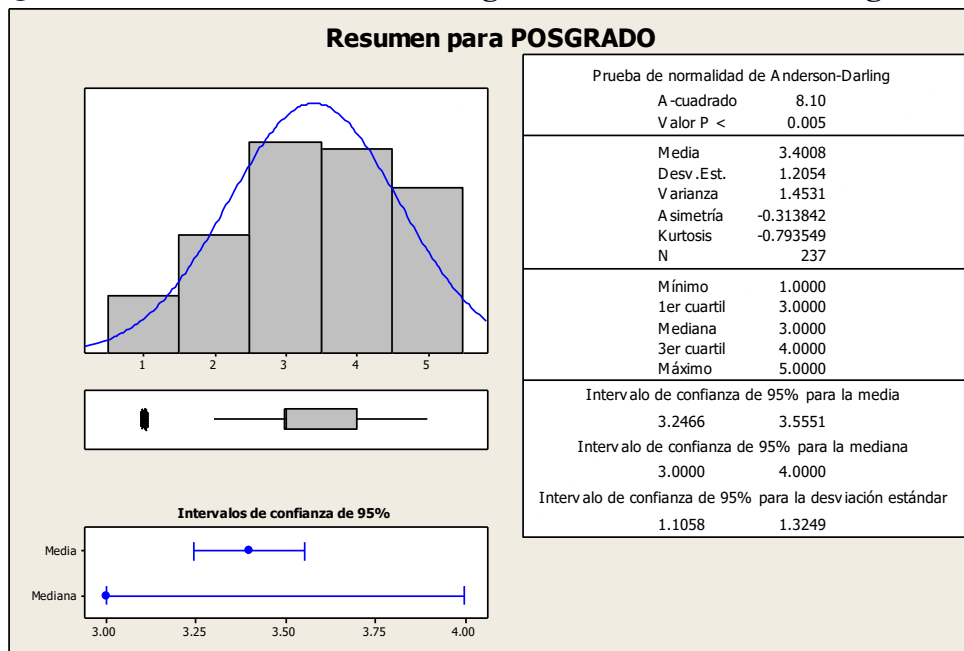 Resumen para POSGRADO
1 2 3 4 5
Intervalos de confianza de 95%
Media
Mediana
3.00 3.25 3.50 3.75 4.00
Prueba de normalidad de Anderson-Darling
A-cuadrado 8.10
Valor P < 0.005
Media 3.4008
Desv.Est. 1.2054
Varianza 1.4531
Asimetría -0.313842
Kurtosis -0.793549
N 237
Mínimo 1.0000
1er cuartil 3.0000
Mediana 3.0000
3er cuartil 4.0000
Máximo 5.0000
Intervalo de confianza de 95% para la media
3.2466 3.5551
Intervalo de confianza de 95% para la mediana
3.0000 4.0000
Intervalo de confianza de 95% para la desviación estándar
1.1058 1.3249